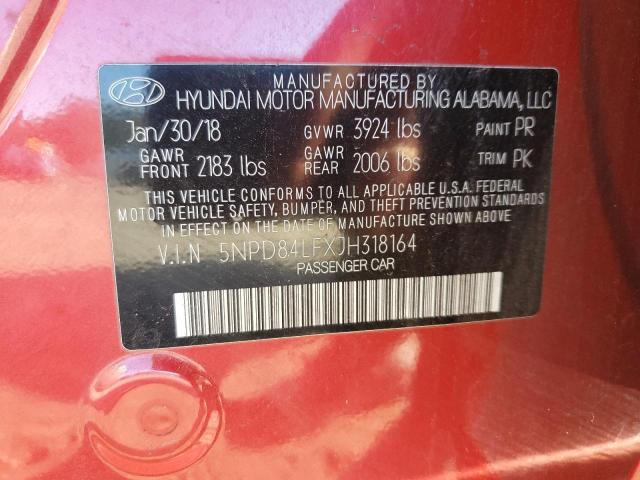 MANUFACTURED BY
HYUNDAI MOTOR MANUFACTURING ALABAMA, LLC
Jan/30/18 GVWR 3924 lbs PAINT PR
GAWR FRONT 2183 lbs GAWR REAR 2006 lbs TRIM PK
THIS VEHICLE CONFORMS TO ALL APPLICABLE U.S.A. FEDERAL
MOTOR VEHICLE SAFETY, BUMPER, AND THEFT PREVENTION STANDARDS
IN EFFECT ON THE DATE OF MANUFACTURE SHOWN ABOVE
V.I.N 5NPD84LFXJH318164
PASSENGER CAR